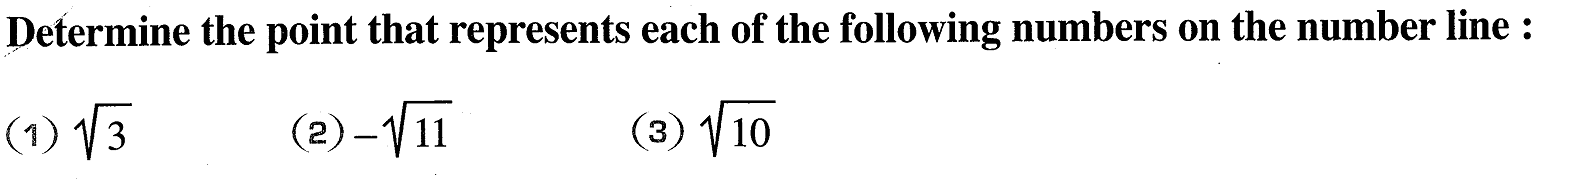 Determine the point that represents each of the following numbers on the number line :
(1) √3 (2) –√11 (3) √10